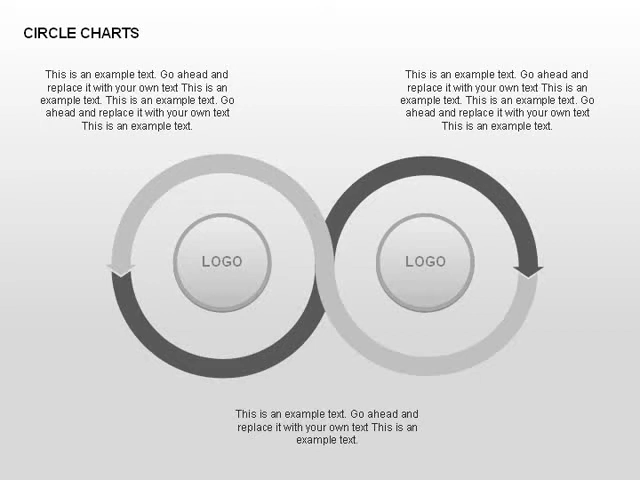 CIRCLE CHARTS
This is an example text. Go ahead and
replace it with your own text This is an
example text. This is an example text. Go
ahead and replace it with your own text
This is an example text.
This is an example text. Go ahead and
replace it with your own text This is an
example text. This is an example text. Go
ahead and replace it with your own text
This is an example text.
LOGO
LOGO
This is an example text. Go ahead and
replace it with your own text This is an
example text.